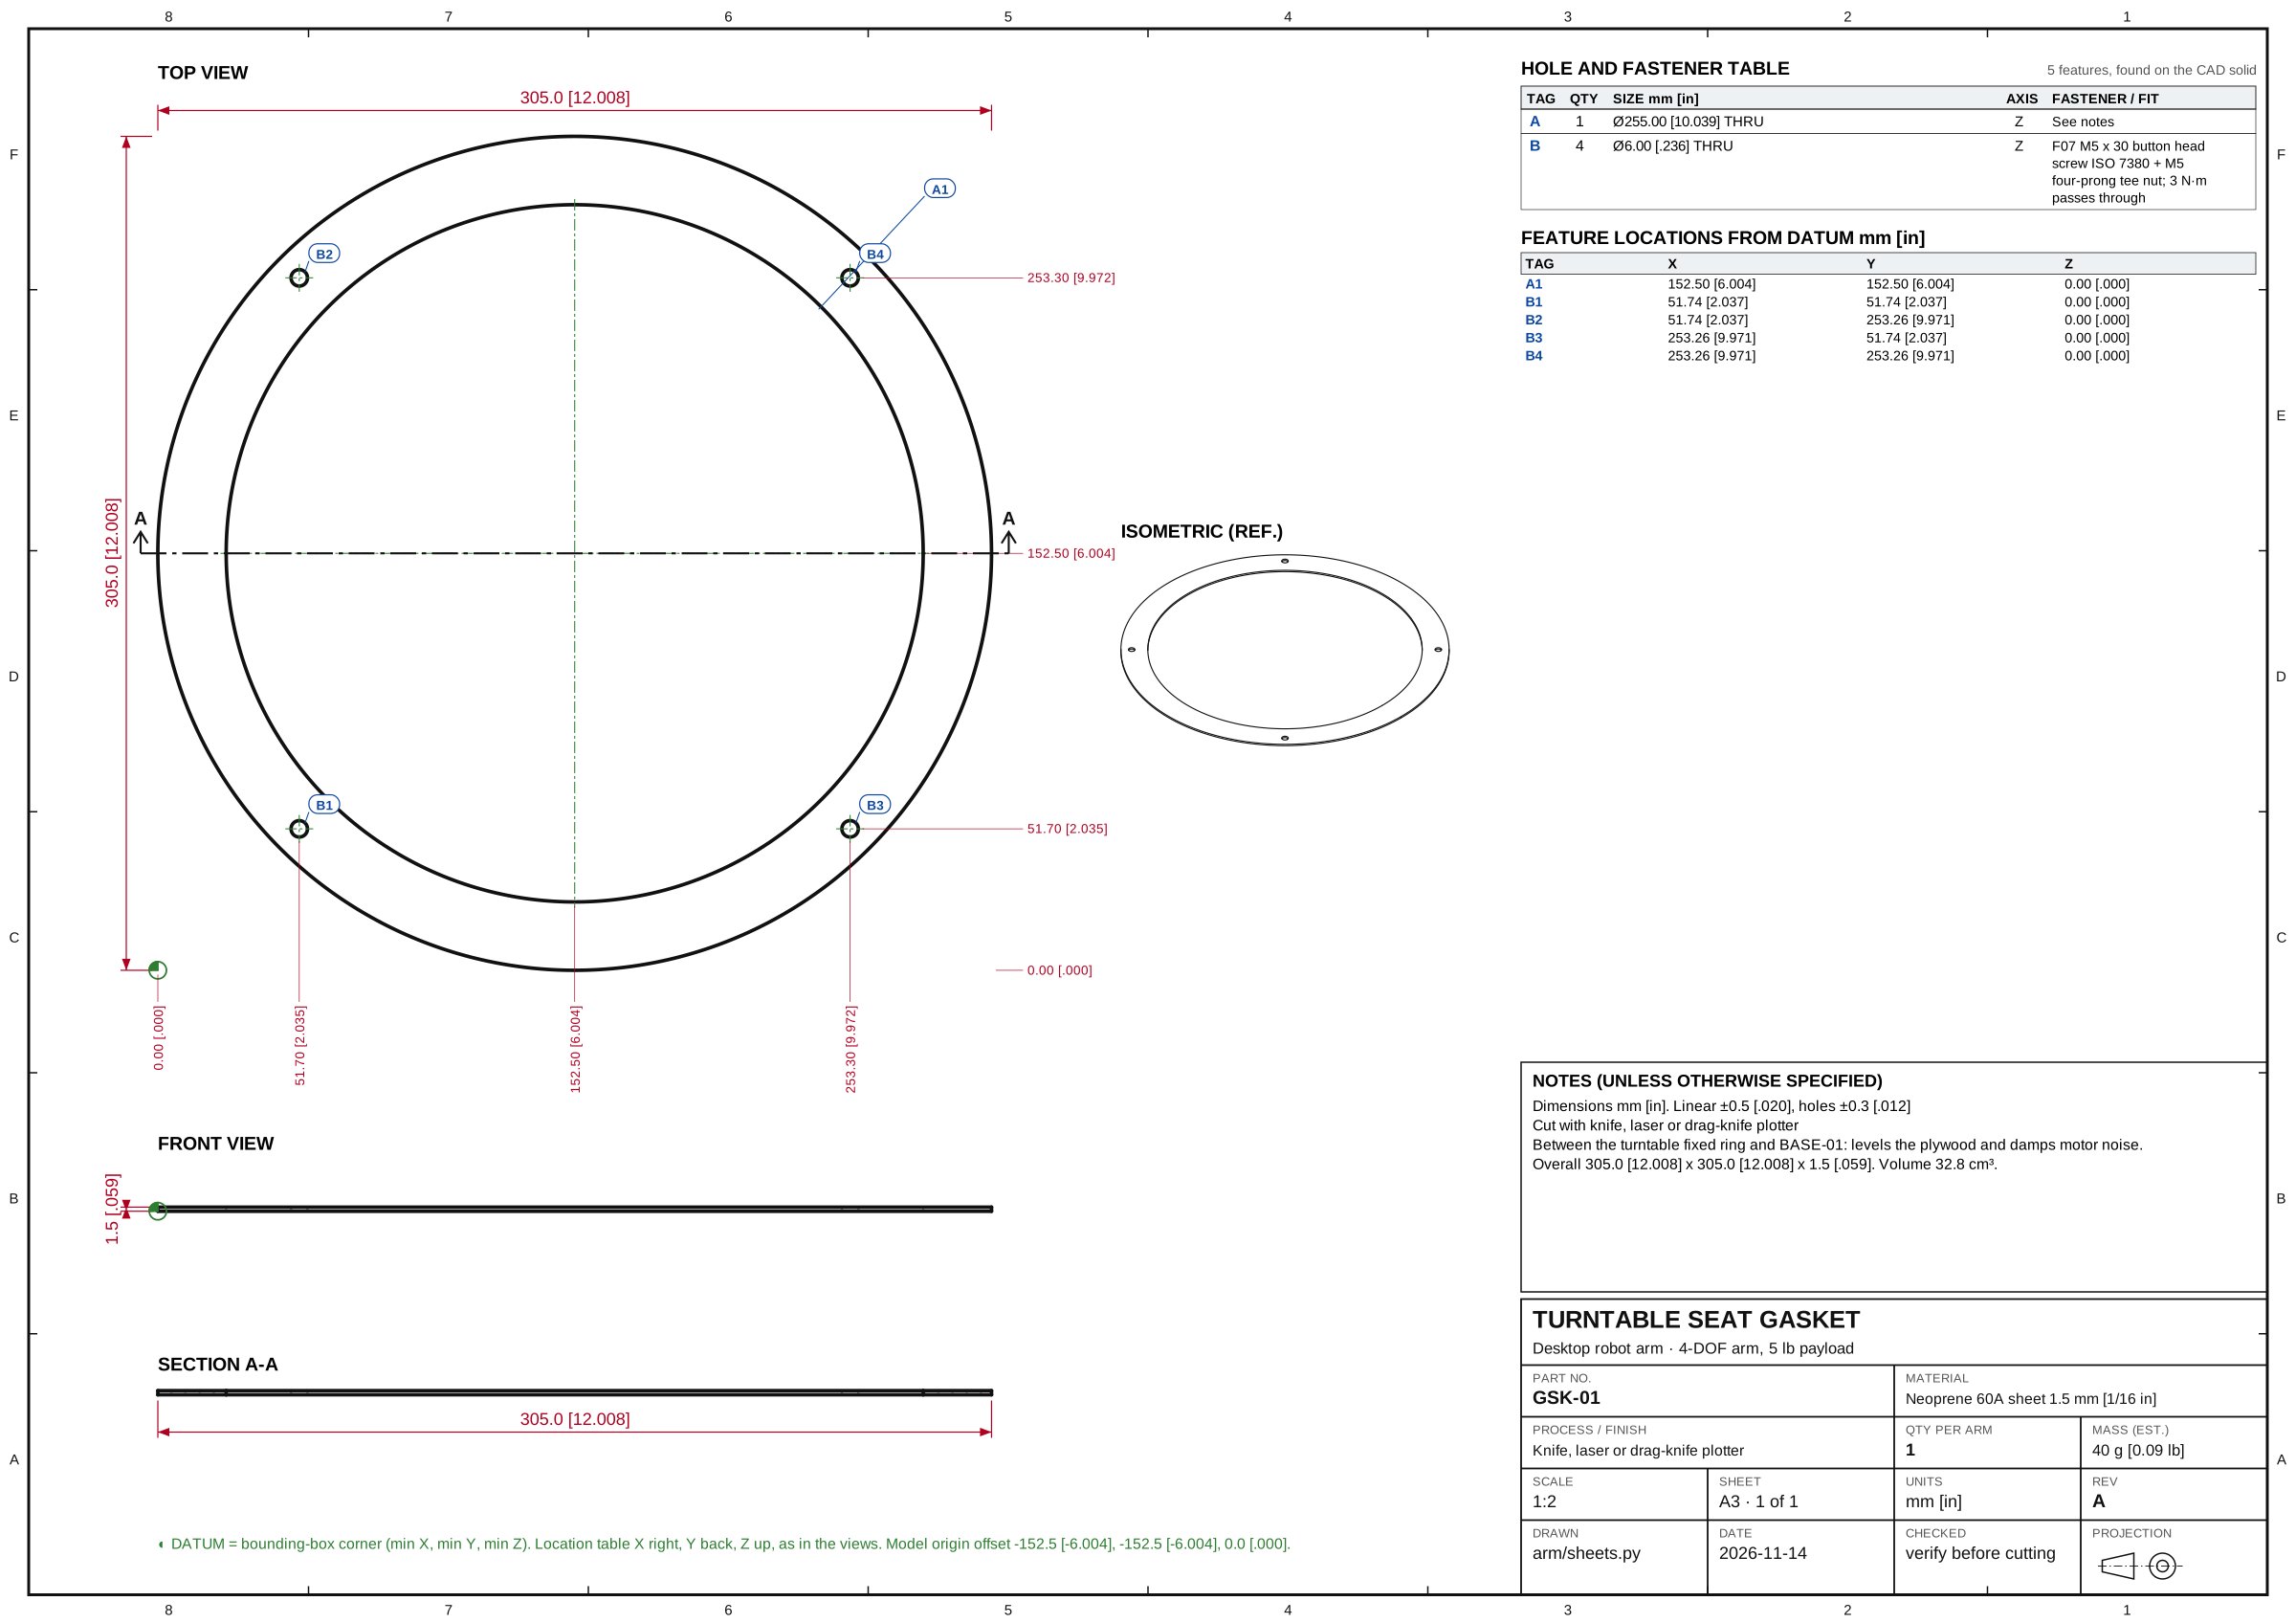 8 7 6 5 4 3 2 1
F
E
D
C
B
A
TOP VIEW
305.0 [12.008]
305.0 [12.008]
A1
B2
B4
B1
B3
A
A
253.30 [9.972]
152.50 [6.004]
51.70 [2.035]
0.00 [.000]
0.00 [.000]
51.70 [2.035]
152.50 [6.004]
253.30 [9.972]
ISOMETRIC (REF.)
FRONT VIEW
1.5 [.059]
SECTION A-A
305.0 [12.008]
DATUM = bounding-box corner (min X, min Y, min Z). Location table X right, Y back, Z up, as in the views. Model origin offset -152.5 [-6.004], -152.5 [-6.004], 0.0 [.000].
HOLE AND FASTENER TABLE
5 features, found on the CAD solid
TAG QTY SIZE mm [in] AXIS FASTENER / FIT
A 1 Ø255.00 [10.039] THRU Z See notes
B 4 Ø6.00 [.236] THRU Z F07 M5 x 30 button head
screw ISO 7380 + M5
four-prong tee nut; 3 N·m
passes through
FEATURE LOCATIONS FROM DATUM mm [in]
TAG X Y Z
A1 152.50 [6.004] 152.50 [6.004] 0.00 [.000]
B1 51.74 [2.037] 51.74 [2.037] 0.00 [.000]
B2 51.74 [2.037] 253.26 [9.971] 0.00 [.000]
B3 253.26 [9.971] 51.74 [2.037] 0.00 [.000]
B4 253.26 [9.971] 253.26 [9.971] 0.00 [.000]
NOTES (UNLESS OTHERWISE SPECIFIED)
Dimensions mm [in]. Linear ±0.5 [.020], holes ±0.3 [.012]
Cut with knife, laser or drag-knife plotter
Between the turntable fixed ring and BASE-01: levels the plywood and damps motor noise.
Overall 305.0 [12.008] x 305.0 [12.008] x 1.5 [.059]. Volume 32.8 cm³.
TURNTABLE SEAT GASKET
Desktop robot arm · 4-DOF arm, 5 lb payload
PART NO.
GSK-01
MATERIAL
Neoprene 60A sheet 1.5 mm [1/16 in]
PROCESS / FINISH
Knife, laser or drag-knife plotter
QTY PER ARM
1
MASS (EST.)
40 g [0.09 lb]
SCALE
1:2
SHEET
A3 · 1 of 1
UNITS
mm [in]
REV
A
DRAWN
arm/sheets.py
DATE
2026-11-14
CHECKED
verify before cutting
PROJECTION
F
E
D
C
B
A
8 7 6 5 4 3 2 1